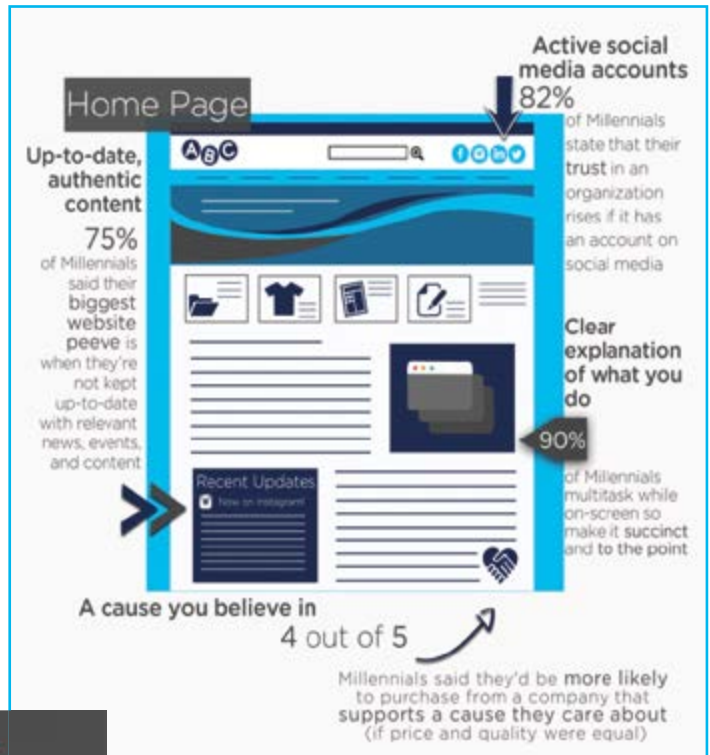 Home Page
Active social
media accounts
82%
of Millennials
state that their
trust in an
organization
rises if it has
an account on
social media
ABC
Up-to-date,
authentic
content
75%
of Millennials
said their
biggest
website
peeve is
when they're
not kept
up-to-date
with relevant
news, events,
and content
Clear
explanation
of what you
do
90%
of Millennials
multitask while
on-screen so
make it succinct
and to the point
Recent Updates
Now on Instagram!
A cause you believe in
4 out of 5
Millennials said they'd be more likely
to purchase from a company that
supports a cause they care about
(if price and quality were equal)